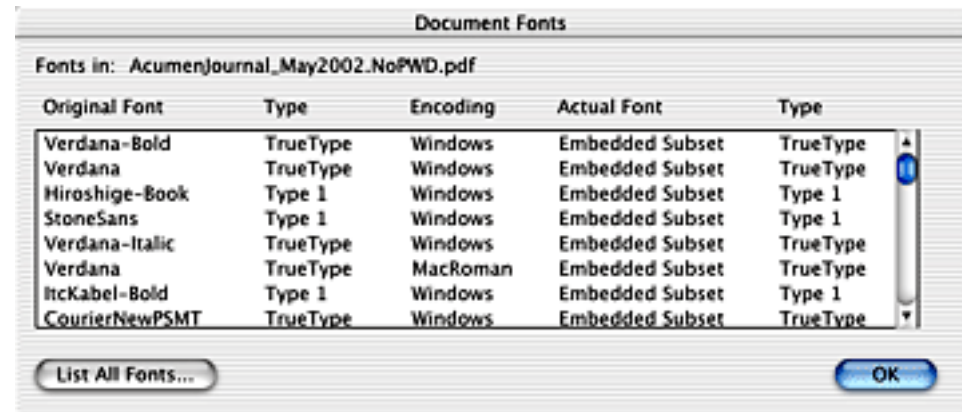 Document Fonts
Fonts in: AcumenJournal_May2002.NoPWD.pdf
Original Font Type Encoding Actual Font Type
Verdana-Bold TrueType Windows Embedded Subset TrueType
Verdana TrueType Windows Embedded Subset TrueType
Hiroshige-Book Type 1 Windows Embedded Subset Type 1
StoneSans Type 1 Windows Embedded Subset Type 1
Verdana-Italic TrueType Windows Embedded Subset TrueType
Verdana TrueType MacRoman Embedded Subset TrueType
ItcKabel-Bold Type 1 Windows Embedded Subset Type 1
CourierNewPSMT TrueType Windows Embedded Subset TrueType
List All Fonts... OK